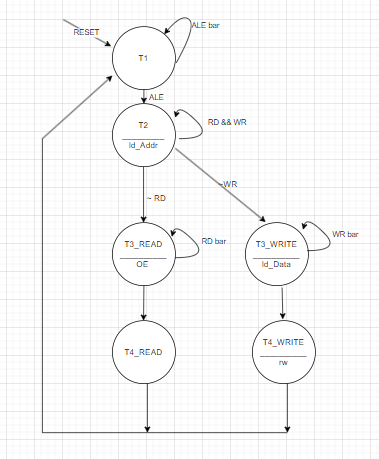 ALE bar
RESET
T1
ALE
T2
ld_Addr
RD && WR
~ RD
~WR
T3_READ
OE
RD bar
T3_WRITE
ld_Data
WR bar
T4_READ
T4_WRITE
rw